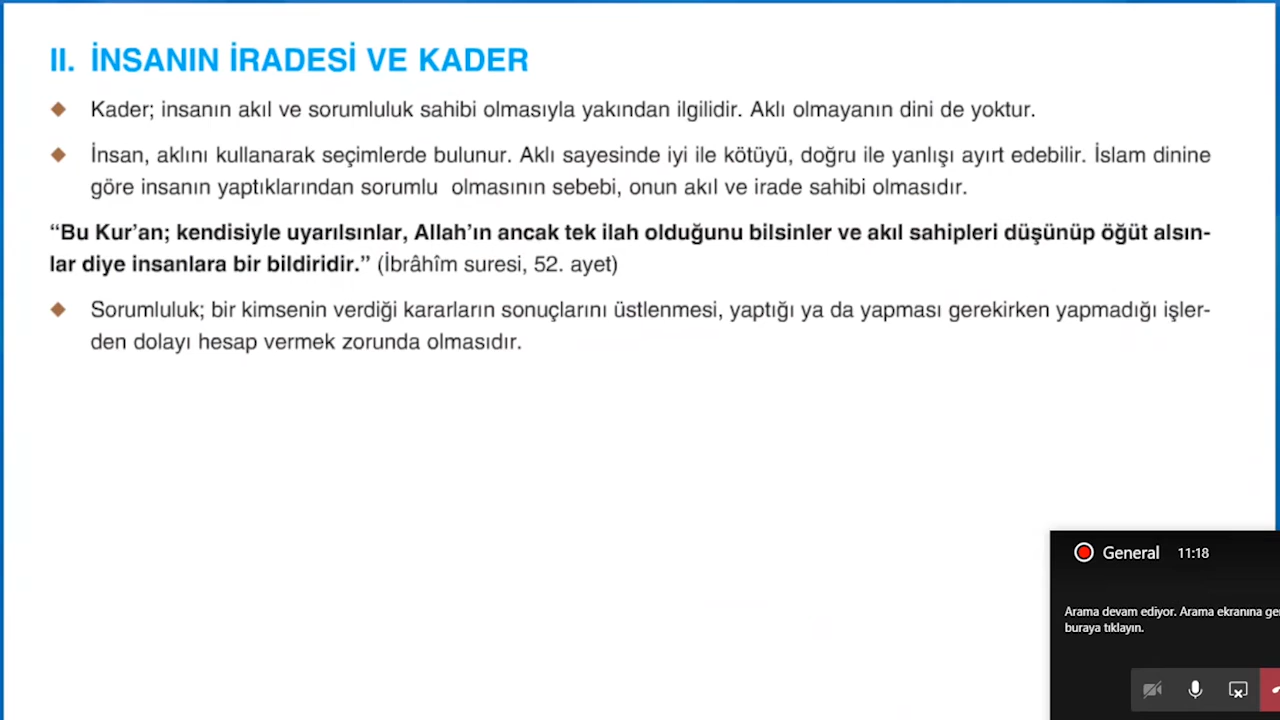 II. İNSANIN İRADESİ VE KADER
◆ Kader; insanın akıl ve sorumluluk sahibi olmasıyla yakından ilgilidir. Aklı olmayanın dini de yoktur.
◆ İnsan, aklını kullanarak seçimlerde bulunur. Aklı sayesinde iyi ile kötüyü, doğru ile yanlışı ayırt edebilir. İslam dinine
göre insanın yaptıklarından sorumlu olmasının sebebi, onun akıl ve irade sahibi olmasıdır.
“Bu Kur’an; kendisiyle uyarılsınlar, Allah’ın ancak tek ilah olduğunu bilsinler ve akıl sahipleri düşünüp öğüt alsın-
lar diye insanlara bir bildiridir.” (İbrâhîm suresi, 52. ayet)
◆ Sorumluluk; bir kimsenin verdiği kararların sonuçlarını üstlenmesi, yaptığı ya da yapması gerekirken yapmadığı işler-
den dolayı hesap vermek zorunda olmasıdır.
General 11:18
Arama devam ediyor. Arama ekranına
buraya tıklayın.